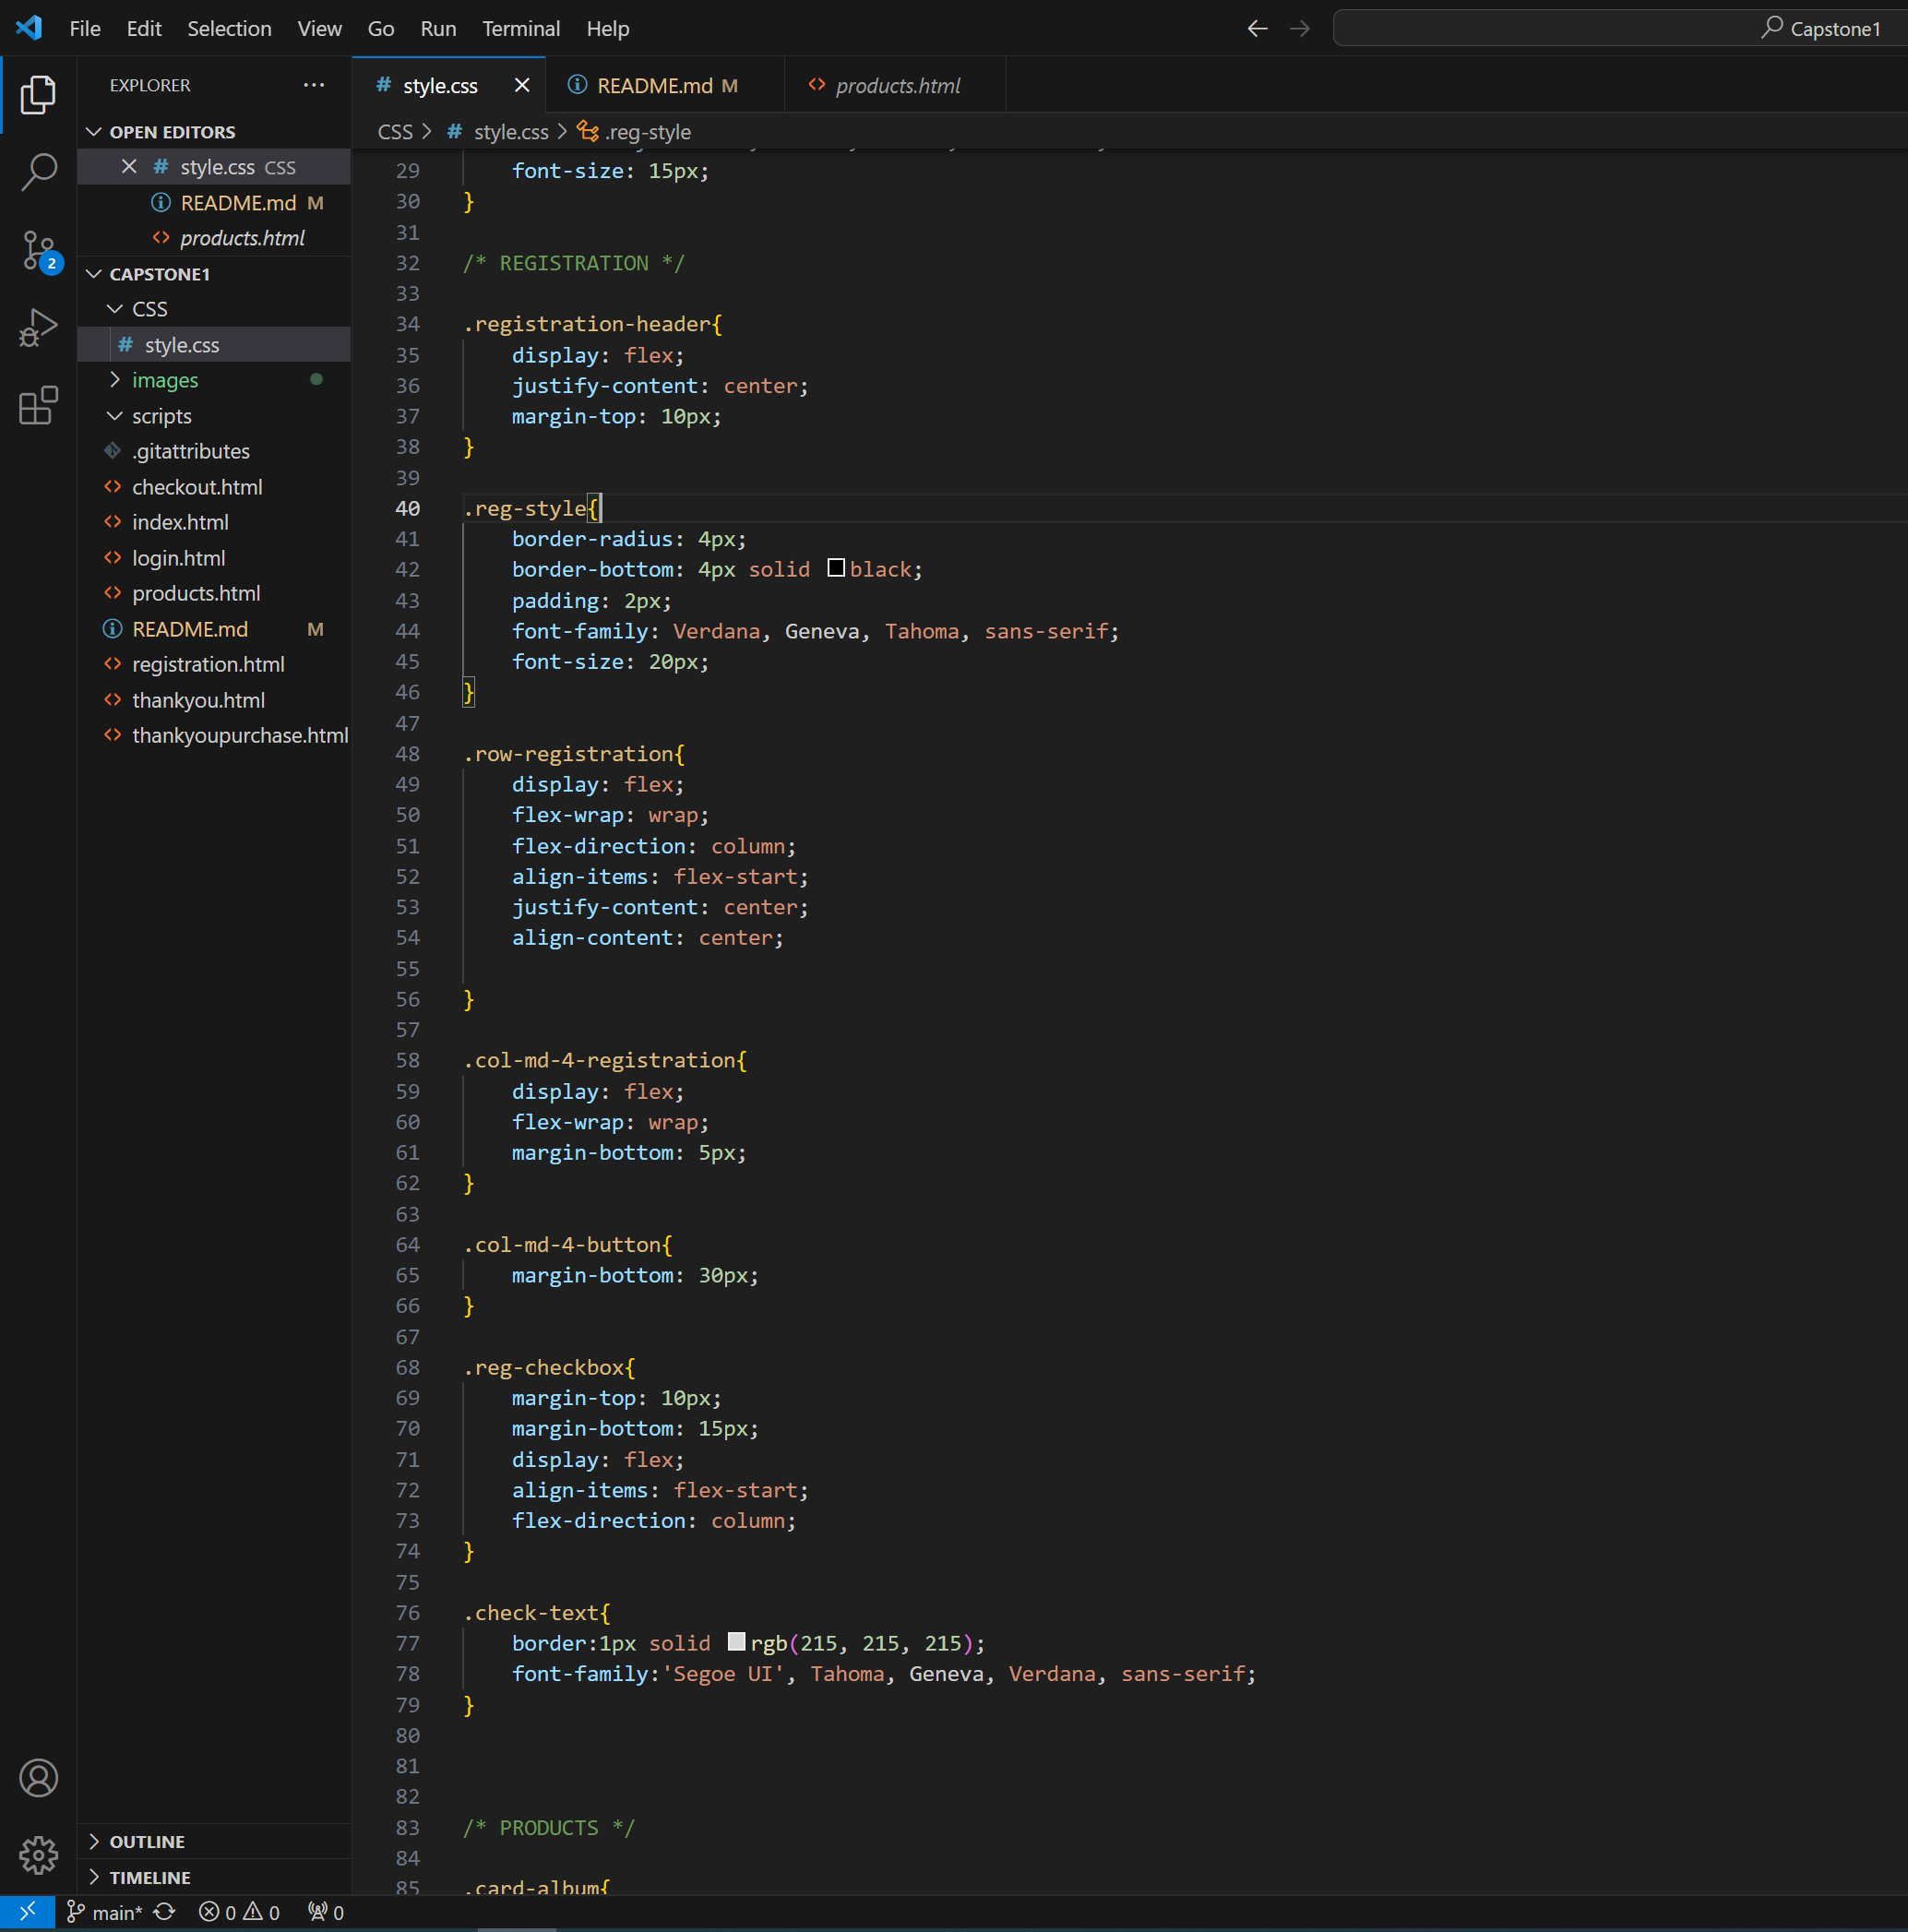 File Edit Selection View Go Run Terminal Help
Capstone1
EXPLORER
style.css
README.md M
products.html
OPEN EDITORS
style.css CSS
README.md M
products.html
CAPSTONE1
CSS
style.css
images
scripts
.gitattributes
checkout.html
index.html
login.html
products.html
README.md M
registration.html
thankyou.html
thankyoupurchase.html
OUTLINE
TIMELINE
2
CSS > # style.css > .reg-style
29 font-size: 15px;
30 }
31
32 /* REGISTRATION */
33
34 .registration-header{
35 display: flex;
36 justify-content: center;
37 margin-top: 10px;
38 }
39
40 .reg-style{
41 border-radius: 4px;
42 border-bottom: 4px solid black;
43 padding: 2px;
44 font-family: Verdana, Geneva, Tahoma, sans-serif;
45 font-size: 20px;
46 }
47
48 .row-registration{
49 display: flex;
50 flex-wrap: wrap;
51 flex-direction: column;
52 align-items: flex-start;
53 justify-content: center;
54 align-content: center;
55
56 }
57
58 .col-md-4-registration{
59 display: flex;
60 flex-wrap: wrap;
61 margin-bottom: 5px;
62 }
63
64 .col-md-4-button{
65 margin-bottom: 30px;
66 }
67
68 .reg-checkbox{
69 margin-top: 10px;
70 margin-bottom: 15px;
71 display: flex;
72 align-items: flex-start;
73 flex-direction: column;
74 }
75
76 .check-text{
77 border:1px solid rgb(215, 215, 215);
78 font-family:'Segoe UI', Tahoma, Geneva, Verdana, sans-serif;
79 }
80
81
82
83 /* PRODUCTS */
84
85 .card-album{
main* 0 0 0